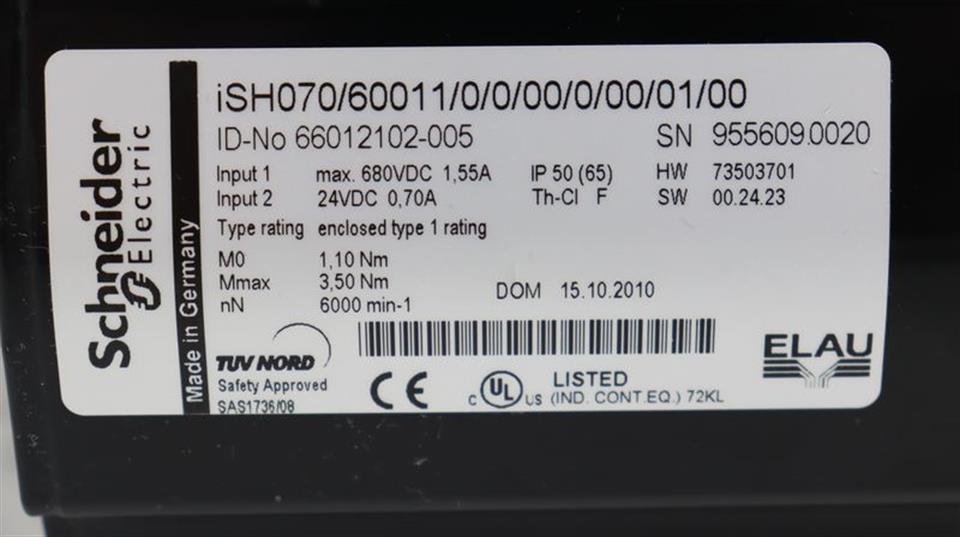 Schneider
Electric
Made in Germany
iSH070/60011/0/0/00/0/00/01/00
ID-No 66012102-005 SN 955609.0020
Input 1 max. 680VDC 1,55A IP 50 (65) HW 73503701
Input 2 24VDC 0,70A Th-Cl F SW 00.24.23
Type rating enclosed type 1 rating
M0 1,10 Nm
Mmax 3,50 Nm
nN 6000 min-1 DOM 15.10.2010
TUV NORD
Safety Approved
SAS1736/08
CE
c UL us LISTED
(IND. CONT.EQ.) 72KL
ELAU